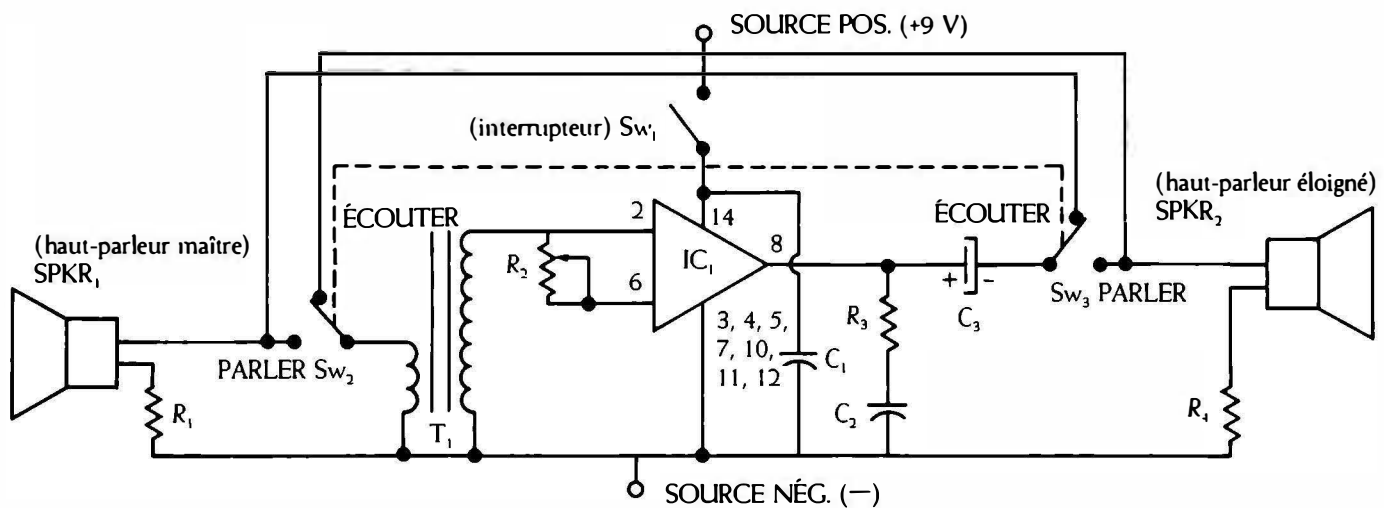 SOURCE POS. (+9 V)
(interrupteur) Sw₁
(haut-parleur éloigné)
SPKR₂
ÉCOUTER
2
14
ÉCOUTER
8
(haut-parleur maître)
SPKR₁
R₂
IC₁
6
+
-
Sw₃ PARLER
C₃
3, 4, 5,
7, 10,
11, 12
R₃
C₁
PARLER Sw₂
R₁
T₁
C₂
R₄
SOURCE NÉG. (—)